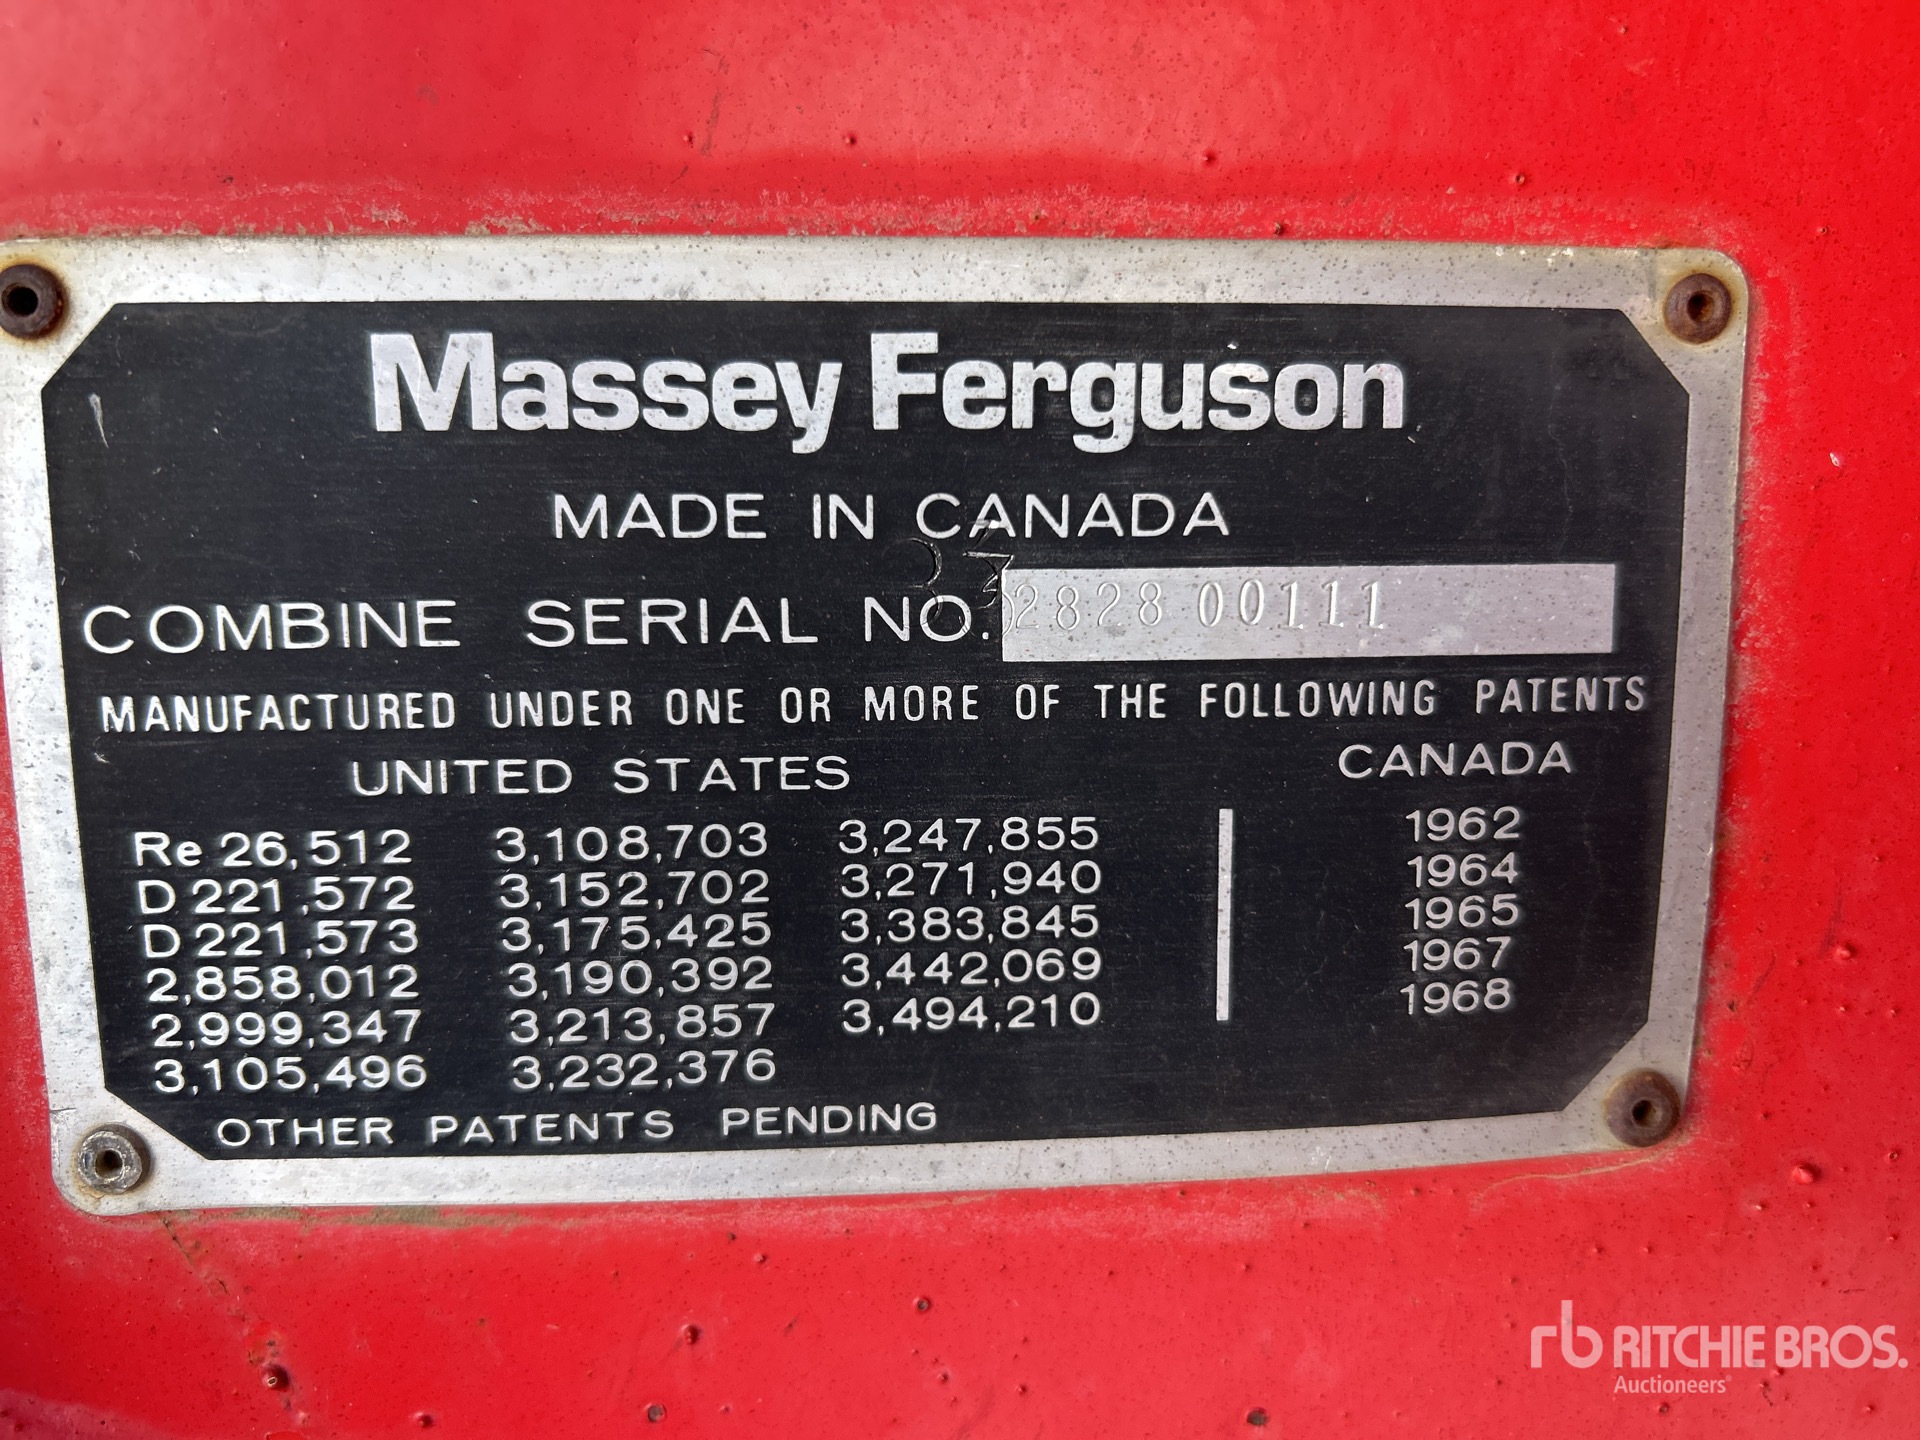 Massey Ferguson
MADE IN CANADA
COMBINE SERIAL NO. 2828 00111
MANUFACTURED UNDER ONE OR MORE OF THE FOLLOWING PATENTS
UNITED STATES CANADA
Re 26,512 3,108,703 3,247,855 1962
D 221,572 3,152,702 3,271,940 1964
D 221,573 3,175,425 3,383,845 1965
2,858,012 3,190,392 3,442,069 1967
2,999,347 3,213,857 3,494,210 1968
3,105,496 3,232,376
OTHER PATENTS PENDING
rb RITCHIE BROS.
Auctioneers